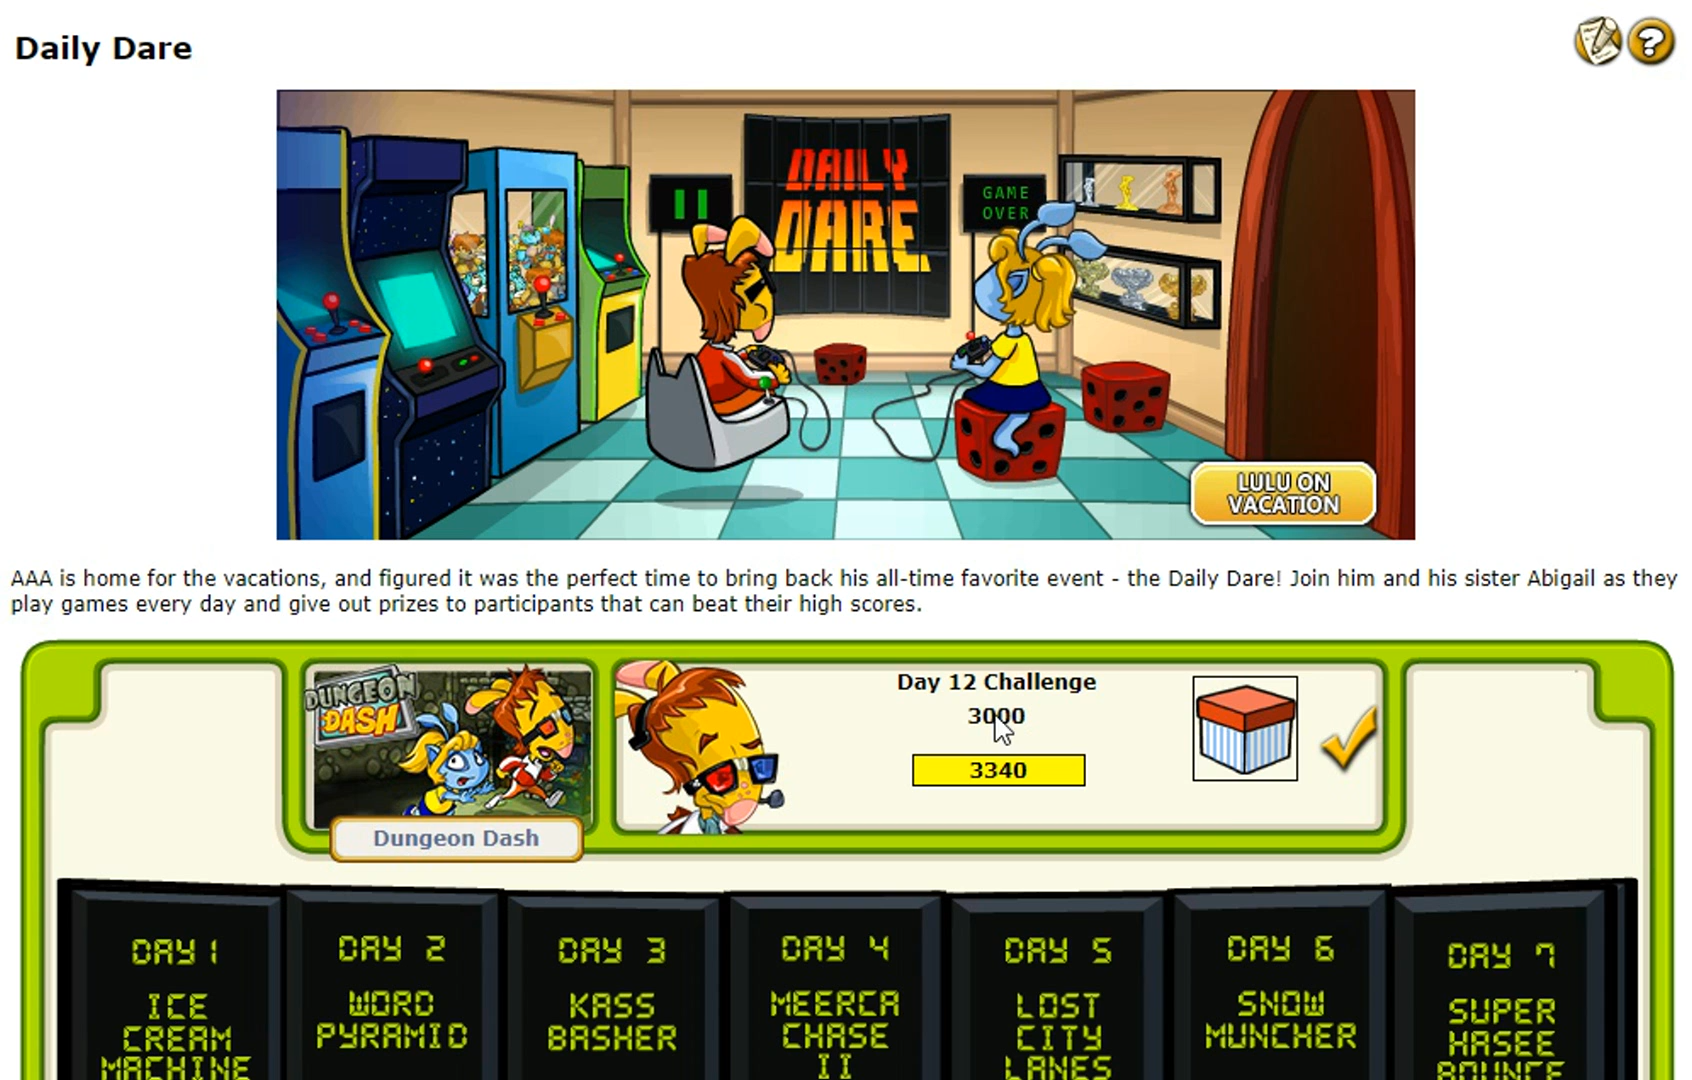 Daily Dare
DAILY
DARE
GAME
OVER
LULU ON
VACATION
AAA is home for the vacations, and figured it was the perfect time to bring back his all-time favorite event - the Daily Dare! Join him and his sister Abigail as they
play games every day and give out prizes to participants that can beat their high scores.
DUNGEON
DASH
Dungeon Dash
Day 12 Challenge
3000
3340
DAY 1
ICE
CREAM
MACHINE
DAY 2
WORD
PYRAMID
DAY 3
KASS
BASHER
DAY 4
MEERCA
CHASE
II
DAY 5
LOST
CITY
LANES
DAY 6
SNOW
MUNCHER
DAY 7
SUPER
HASEE
BOUNCE